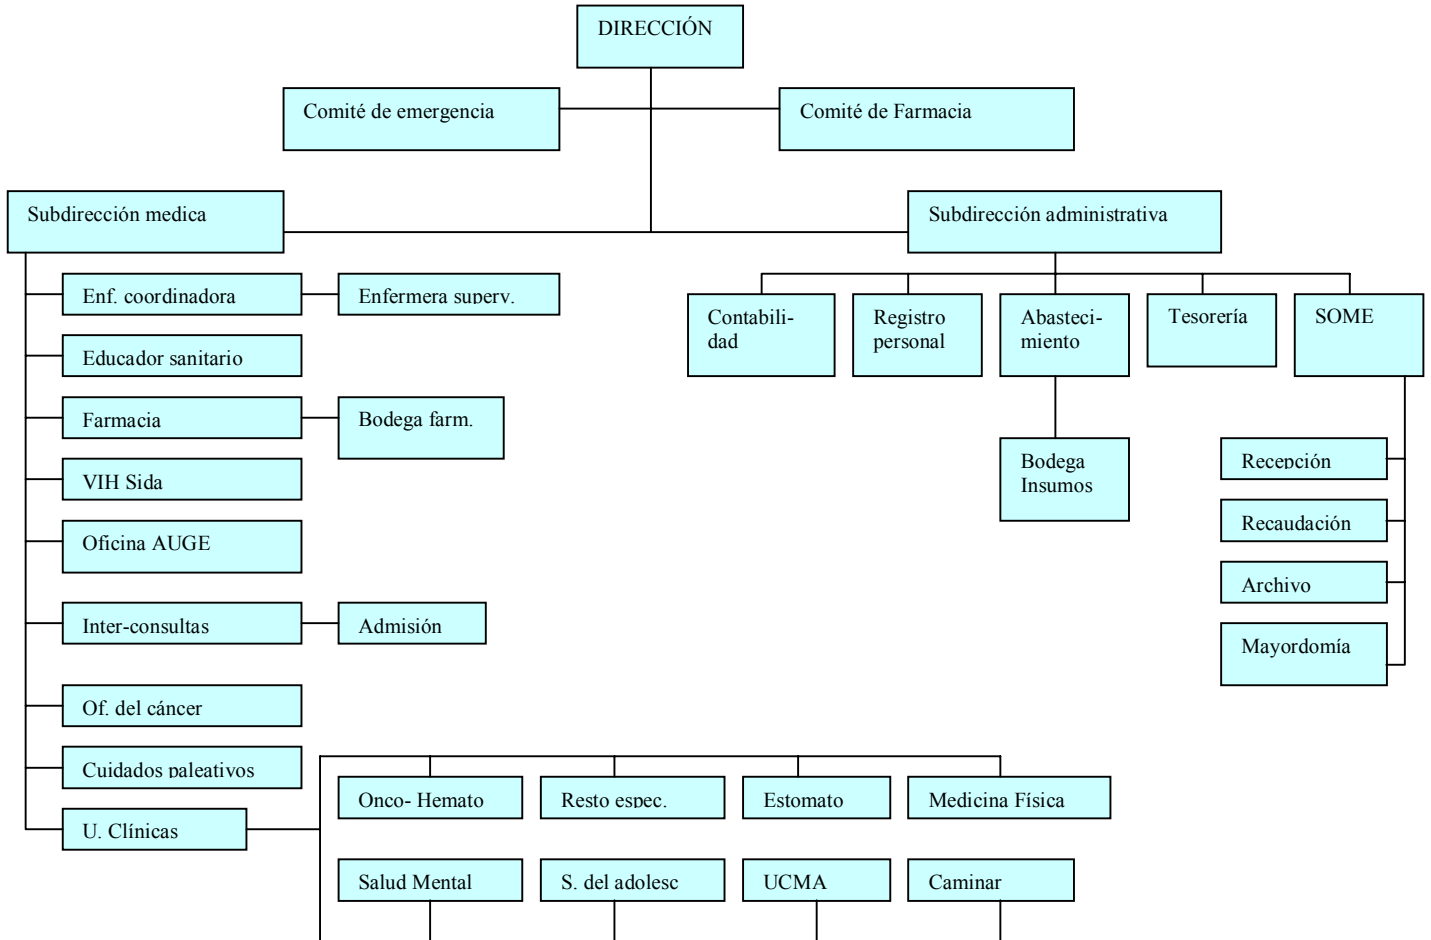 DIRECCIÓN
Comité de emergencia
Comité de Farmacia
Subdirección medica
Subdirección administrativa
Enf. coordinadora
Enfermera superv.
Educador sanitario
Farmacia
Bodega farm.
VIH Sida
Oficina AUGE
Inter-consultas
Admisión
Of. del cáncer
Cuidados paleativos
U. Clínicas
Onco- Hemato
Resto espec.
Estomato
Medicina Física
Salud Mental
S. del adolesc
UCMA
Caminar
Contabili-
dad
Registro
personal
Abasteci-
miento
Tesorería
SOME
Bodega
Insumos
Recepción
Recaudación
Archivo
Mayordomía